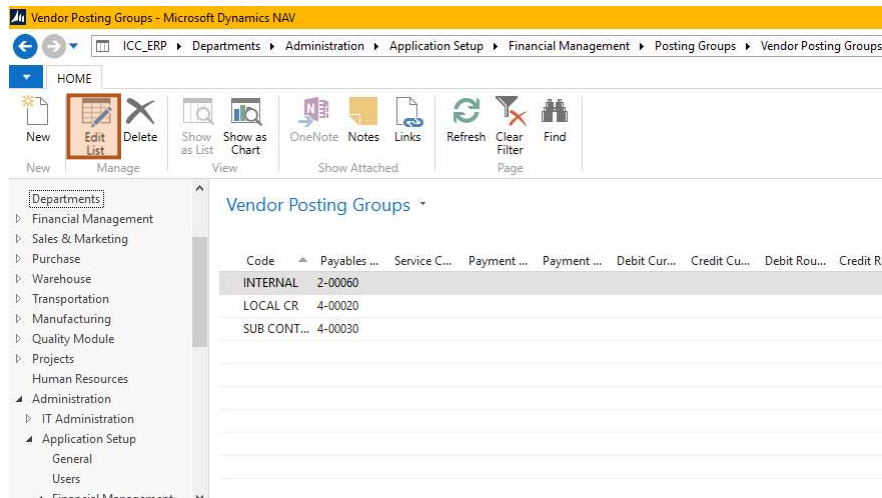 Vendor Posting Groups - Microsoft Dynamics NAV
ICC_ERP ▸ Departments ▸ Administration ▸ Application Setup ▸ Financial Management ▸ Posting Groups ▸ Vendor Posting Groups
HOME
New Edit List Delete Show as List Show as Chart OneNote Notes Links Refresh Clear Filter Find
New Manage View Show Attached Page
Departments
Financial Management
Sales & Marketing
Purchase
Warehouse
Transportation
Manufacturing
Quality Module
Projects
Human Resources
Administration
IT Administration
Application Setup
General
Users
Financial Management
Vendor Posting Groups
Code Payables ... Service C... Payment ... Payment ... Debit Cur... Credit Cu... Debit Rou... Credit R
INTERNAL 2-00060
LOCAL CR 4-00020
SUB CONT... 4-00030